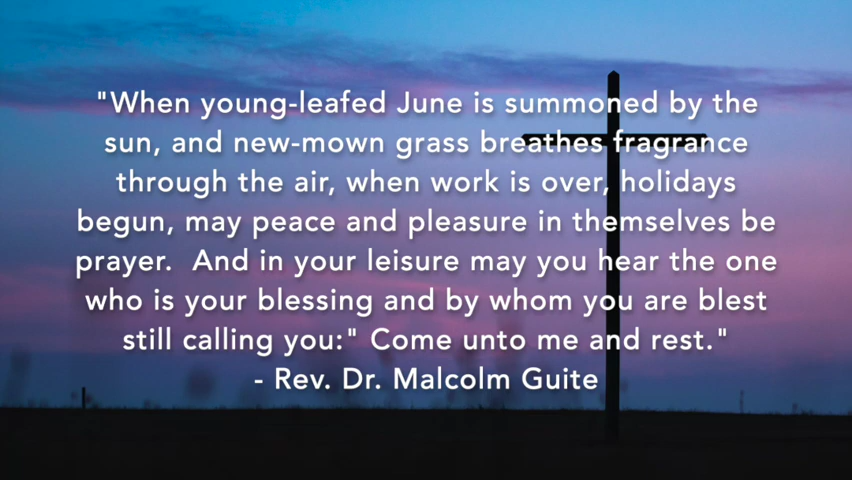 "When young-leafed June is summoned by the
sun, and new-mown grass breathes fragrance
through the air, when work is over, holidays
begun, may peace and pleasure in themselves be
prayer.  And in your leisure may you hear the one
who is your blessing and by whom you are blest
still calling you:" Come unto me and rest."
- Rev. Dr. Malcolm Guite